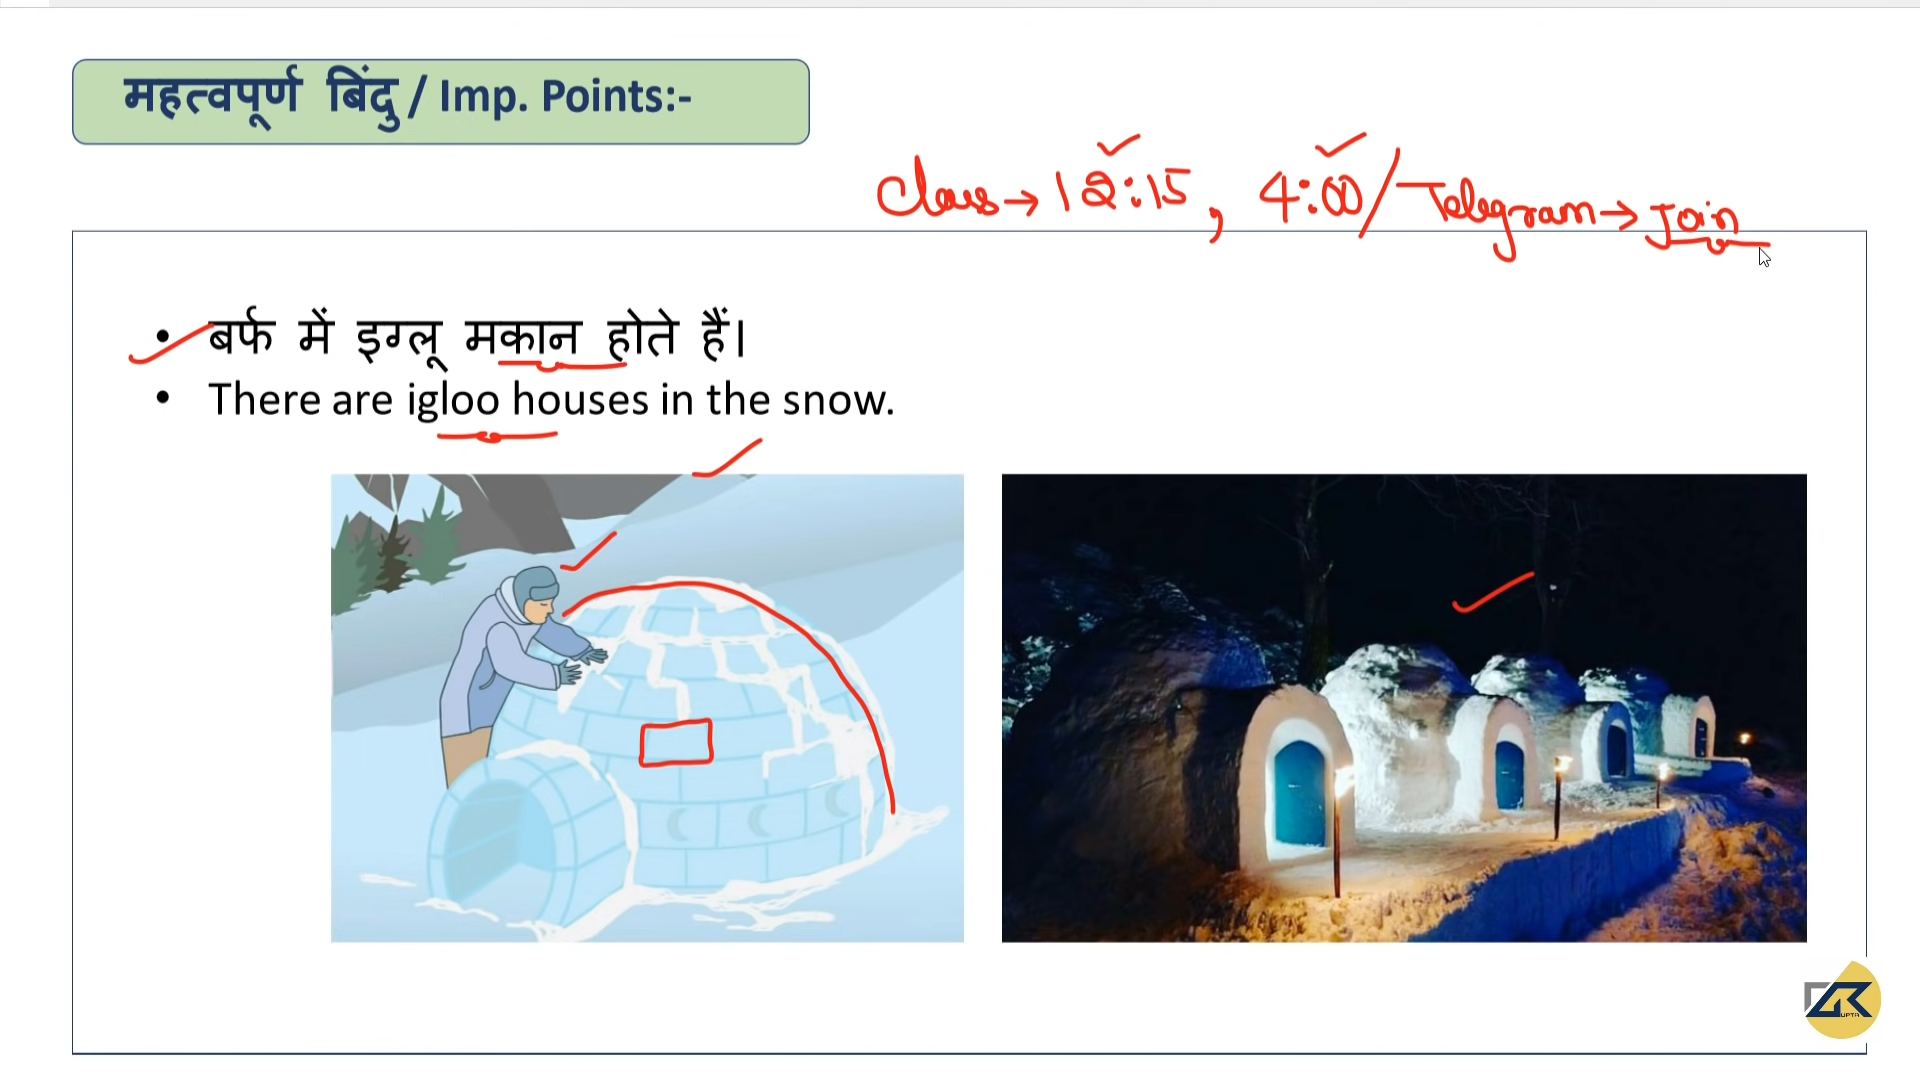 महत्वपूर्ण बिंदु / Imp. Points:-
Class → 12:15, 4:00 / Telegram → Join
• बर्फ में इग्लू मकान होते हैं।
• There are igloo houses in the snow.
UPTA